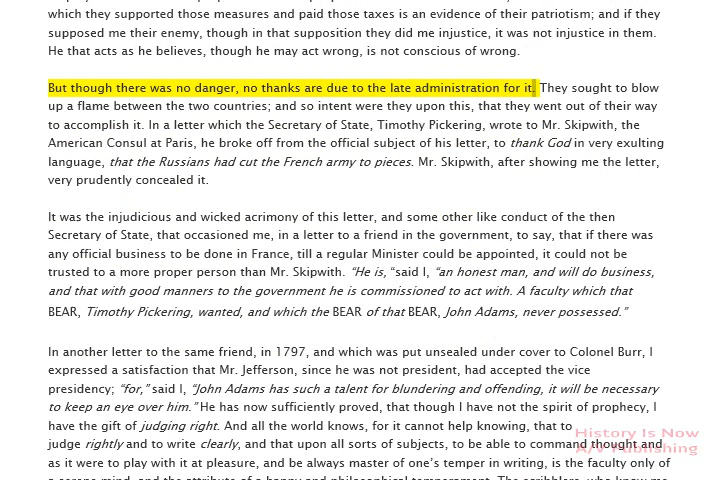 which they supported those measures and paid those taxes is an evidence of their patriotism; and if they
supposed me their enemy, though in that supposition they did me injustice, it was not injustice in them.
He that acts as he believes, though he may act wrong, is not conscious of wrong.
But though there was no danger, no thanks are due to the late administration for it. They sought to blow
up a flame between the two countries; and so intent were they upon this, that they went out of their way
to accomplish it. In a letter which the Secretary of State, Timothy Pickering, wrote to Mr. Skipwith, the
American Consul at Paris, he broke off from the official subject of his letter, to thank God in very exulting
language, that the Russians had cut the French army to pieces. Mr. Skipwith, after showing me the letter,
very prudently concealed it.
It was the injudicious and wicked acrimony of this letter, and some other like conduct of the then
Secretary of State, that occasioned me, in a letter to a friend in the government, to say, that if there was
any official business to be done in France, till a regular Minister could be appointed, it could not be
trusted to a more proper person than Mr. Skipwith. “He is, “said I, “an honest man, and will do business,
and that with good manners to the government he is commissioned to act with. A faculty which that
BEAR, Timothy Pickering, wanted, and which the BEAR of that BEAR, John Adams, never possessed.”
In another letter to the same friend, in 1797, and which was put unsealed under cover to Colonel Burr, I
expressed a satisfaction that Mr. Jefferson, since he was not president, had accepted the vice
presidency; “for,” said I, “John Adams has such a talent for blundering and offending, it will be necessary
to keep an eye over him.” He has now sufficiently proved, that though I have not the spirit of prophecy, I
have the gift of judging right. And all the world knows, for it cannot help knowing, that to
judge rightly and to write clearly, and that upon all sorts of subjects, to be able to command thought and
as it were to play with it at pleasure, and be always master of one’s temper in writing, is the faculty only of
History Is Now
A/V Publishing